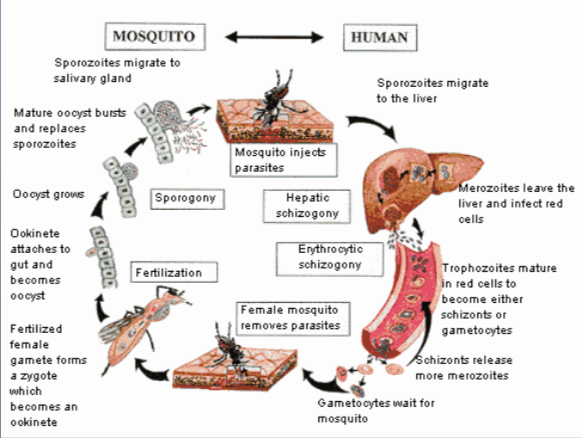 MOSQUITO
HUMAN
Sporozoites migrate to
salivary gland
Sporozoites migrate
to the liver
Mature oocyst bursts
and replaces
sporozoites
Mosquito injects
parasites
Oocyst grows
Sporogony
Hepatic
schizogony
Merozoites leave the
liver and infect red
cells
Ookinete
attaches to
gut and
becomes
oocyst
Erythrocytic
schizogony
Fertilization
Trophozoites mature
in red cells to
become either
schizonts or
gametocytes
Female mosquito
removes parasites
Fertilized
female
gamete forms
a zygote
which
becomes an
ookinete
Schizonts release
more merozoites
Gametocytes wait for
mosquito